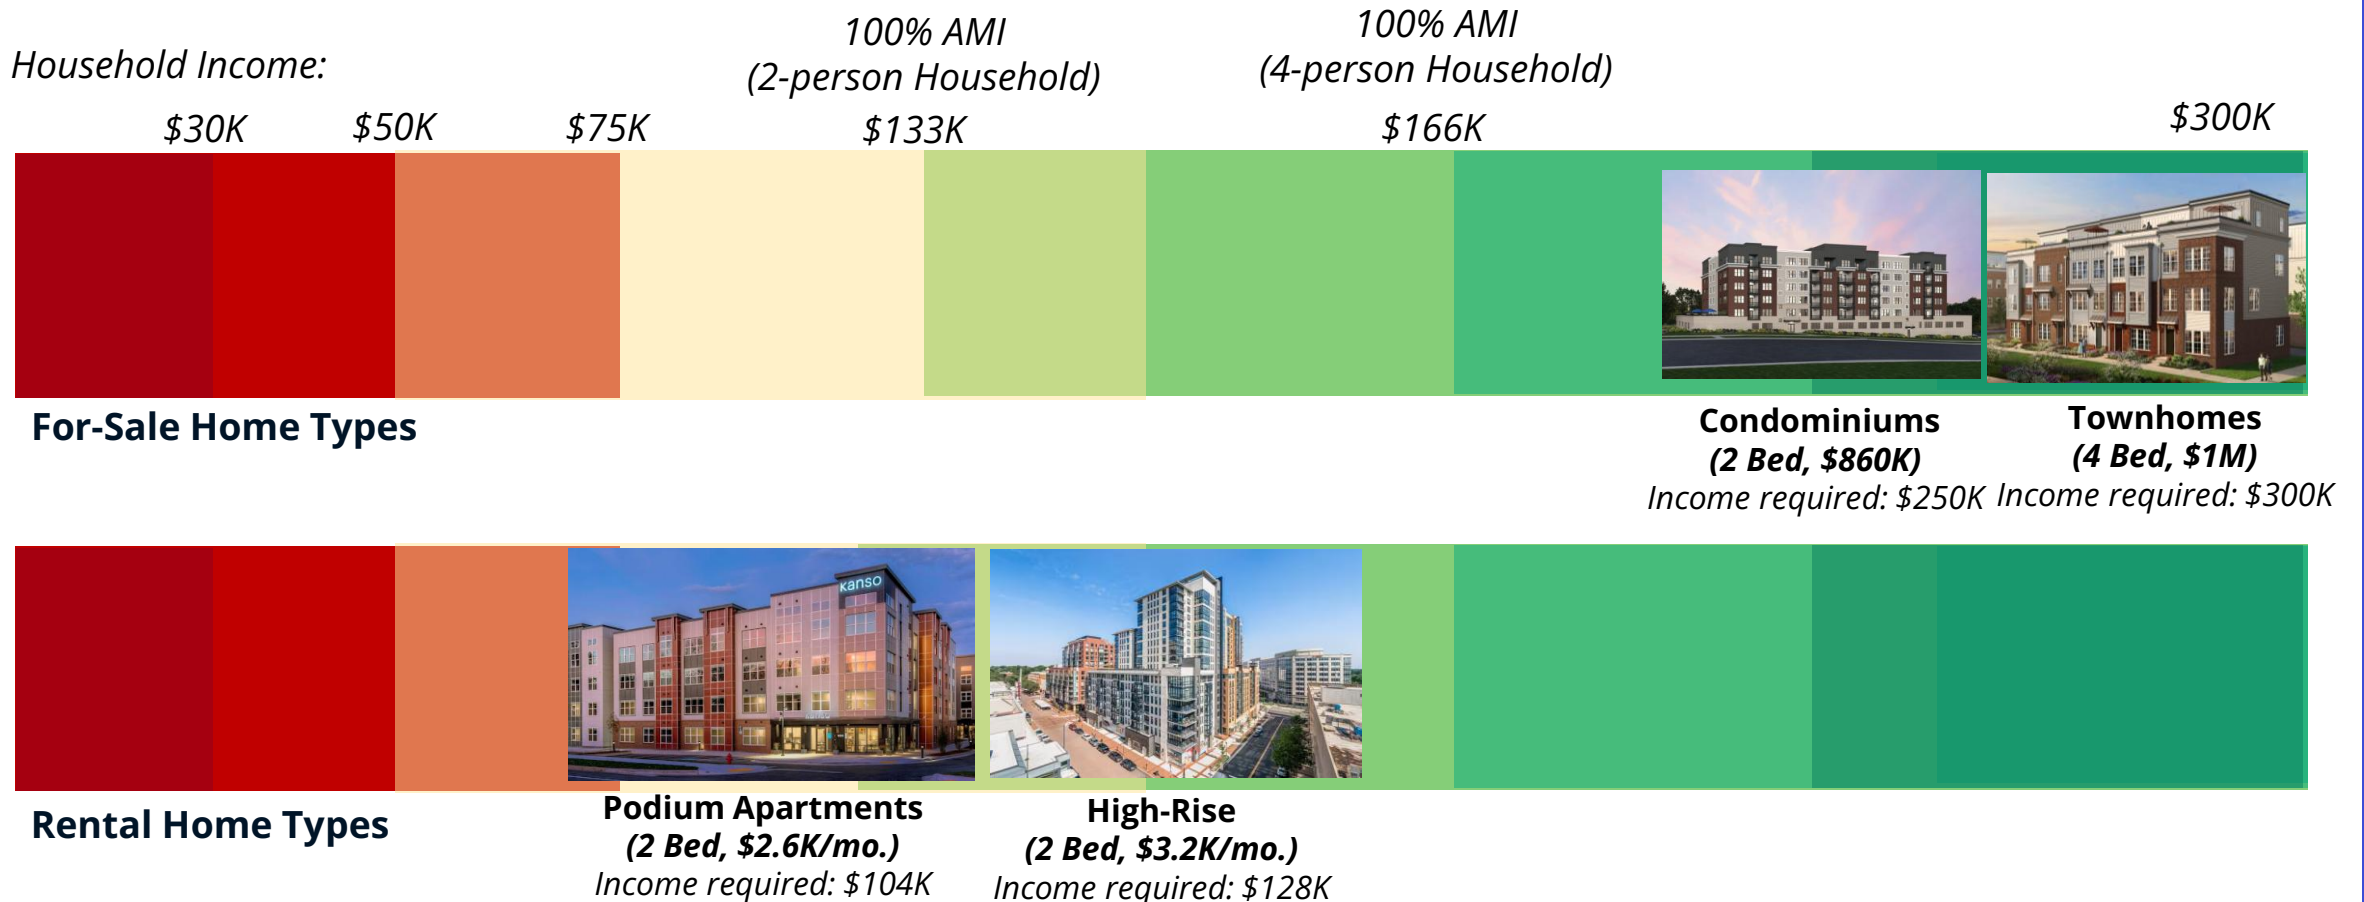 Household Income:
100% AMI
(2-person Household)
100% AMI
(4-person Household)
$30K
$50K
$75K
$133K
$166K
$300K
For-Sale Home Types
Condominiums
(2 Bed, $860K)
Income required: $250K
Townhomes
(4 Bed, $1M)
Income required: $300K
kanso
Rental Home Types
Podium Apartments
(2 Bed, $2.6K/mo.)
Income required: $104K
High-Rise
(2 Bed, $3.2K/mo.)
Income required: $128K